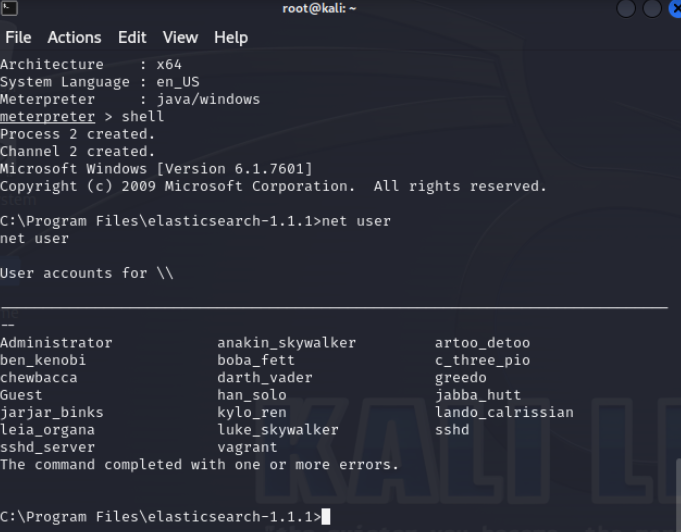 root@kali: ~
File Actions Edit View Help
Architecture    : x64
System Language : en_US
Meterpreter     : java/windows
meterpreter > shell
Process 2 created.
Channel 2 created.
Microsoft Windows [Version 6.1.7601]
Copyright (c) 2009 Microsoft Corporation.  All rights reserved.
C:\Program Files\elasticsearch-1.1.1>net user
net user
User accounts for \\
--
Administrator            anakin_skywalker         artoo_detoo
ben_kenobi               boba_fett                c_three_pio
chewbacca                darth_vader              greedo
Guest                    han_solo                 jabba_hutt
jarjar_binks             kylo_ren                 lando_calrissian
leia_organa              luke_skywalker           sshd
sshd_server              vagrant
The command completed with one or more errors.
KALI LI
C:\Program Files\elasticsearch-1.1.1>